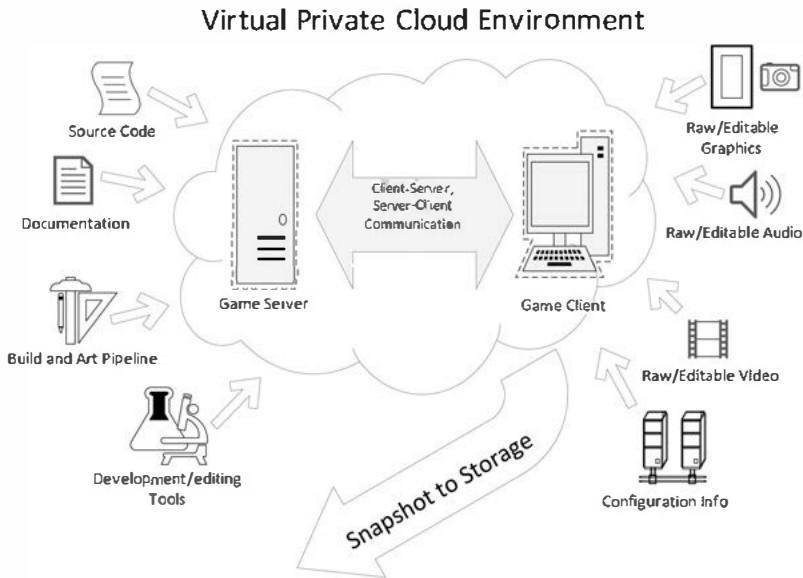 Virtual Private Cloud Environment
Source Code
Documentation
Build and Art Pipeline
Development/editing
Tools
Game Server
Client-Server,
Server-Client
Communication
Game Client
Raw/Editable
Graphics
Raw/Editable Audio
Raw/Editable Video
Configuration Info
Snapshot to Storage